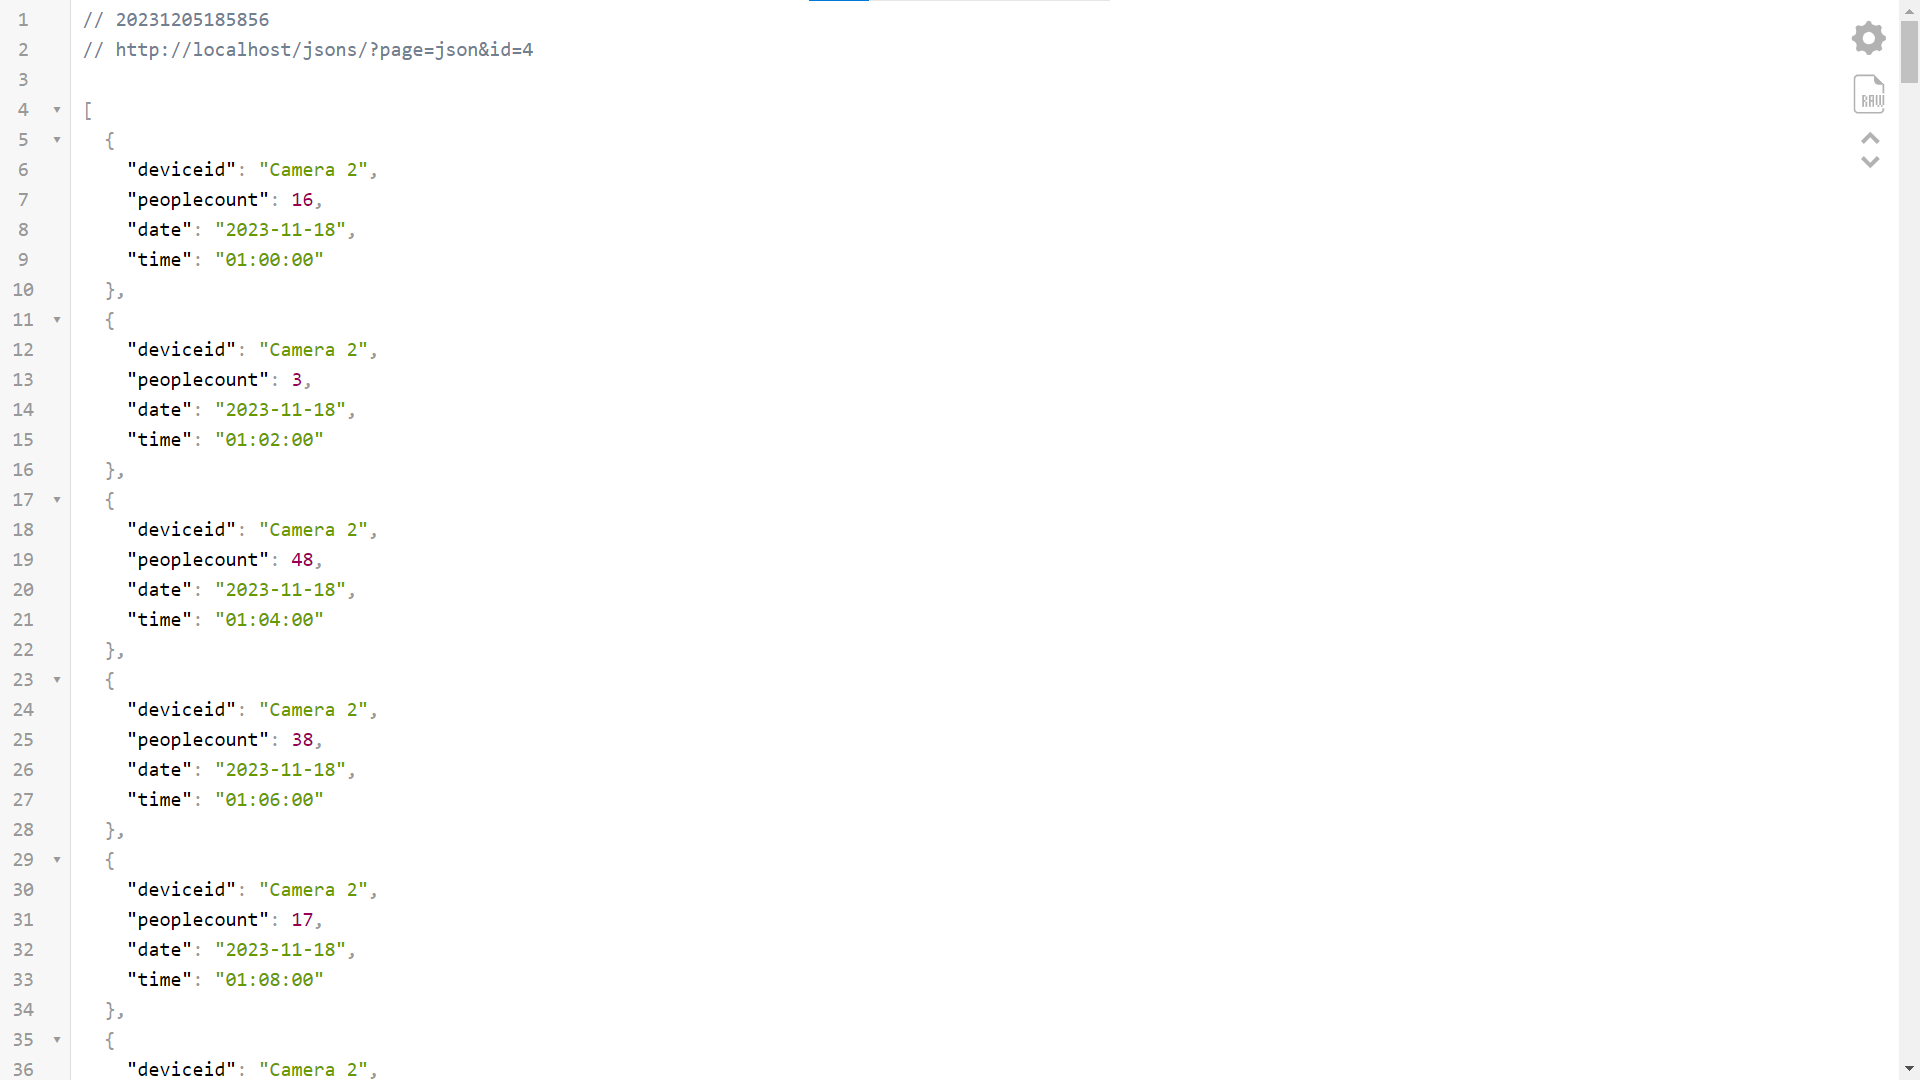 1 // 20231205185856
2 // http://localhost/jsons/?page=json&id=4
3
4 [
5 {
6 "deviceid": "Camera 2",
7 "peoplecount": 16,
8 "date": "2023-11-18",
9 "time": "01:00:00"
10 },
11 {
12 "deviceid": "Camera 2",
13 "peoplecount": 3,
14 "date": "2023-11-18",
15 "time": "01:02:00"
16 },
17 {
18 "deviceid": "Camera 2",
19 "peoplecount": 48,
20 "date": "2023-11-18",
21 "time": "01:04:00"
22 },
23 {
24 "deviceid": "Camera 2",
25 "peoplecount": 38,
26 "date": "2023-11-18",
27 "time": "01:06:00"
28 },
29 {
30 "deviceid": "Camera 2",
31 "peoplecount": 17,
32 "date": "2023-11-18",
33 "time": "01:08:00"
34 },
35 {
36 "deviceid": "Camera 2",
RAW